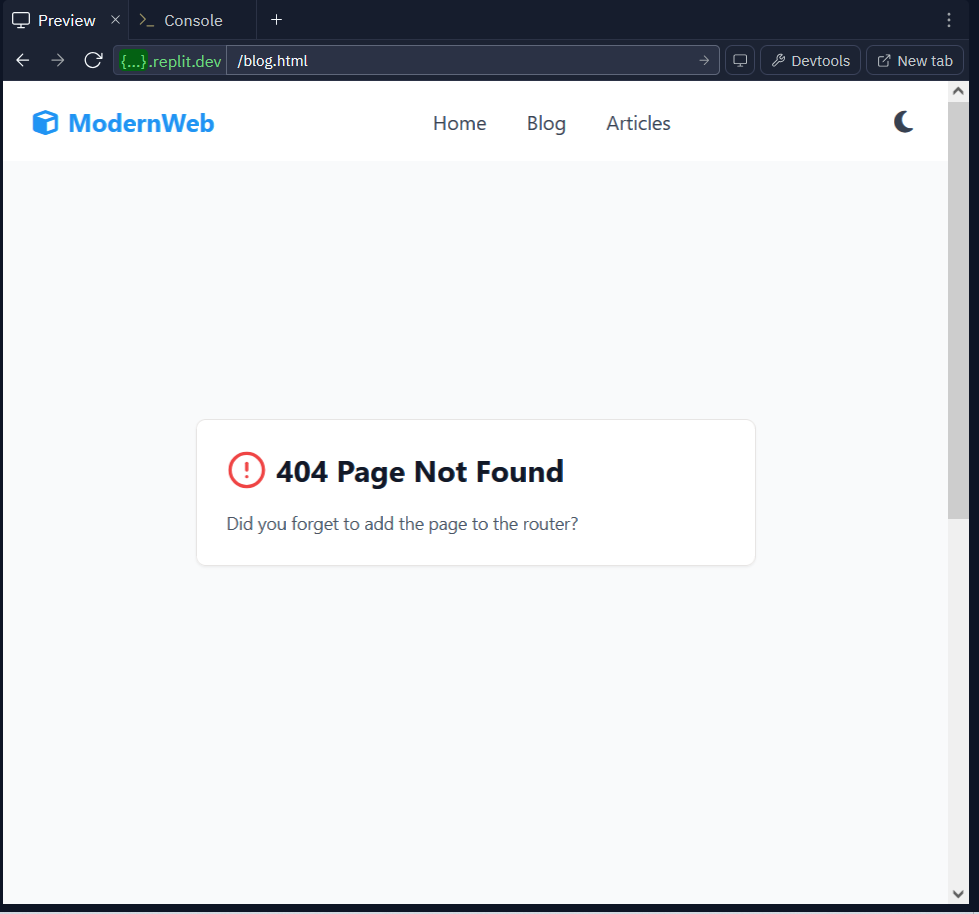 Preview
Console
{...}.replit.dev /blog.html Devtools New tab
ModernWeb Home Blog Articles
404 Page Not Found
Did you forget to add the page to the router?